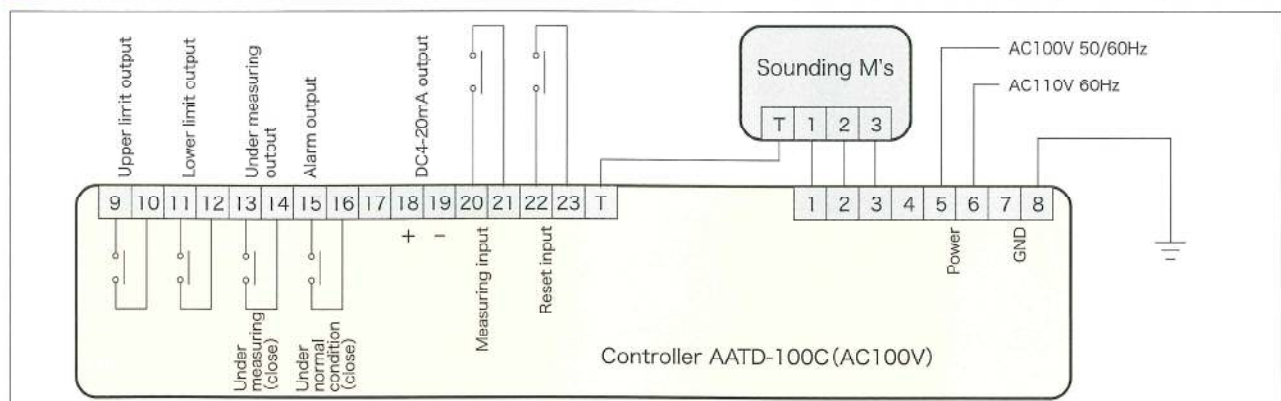 Upper limit output
Lower limit output
Under measuring
output
Alarm output
DC4-20mA output
Sounding M's
T 1 2 3
AC100V 50/60Hz
AC110V 60Hz
9 10 11 12 13 14 15 16 17 18 19 20 21 22 23 T
1 2 3 4 5 6 7 8
+ −
Measuring input
Reset input
Power
GND
Under
measuring
(close)
Under
normal
condition
(close)
Controller AATD-100C(AC100V)